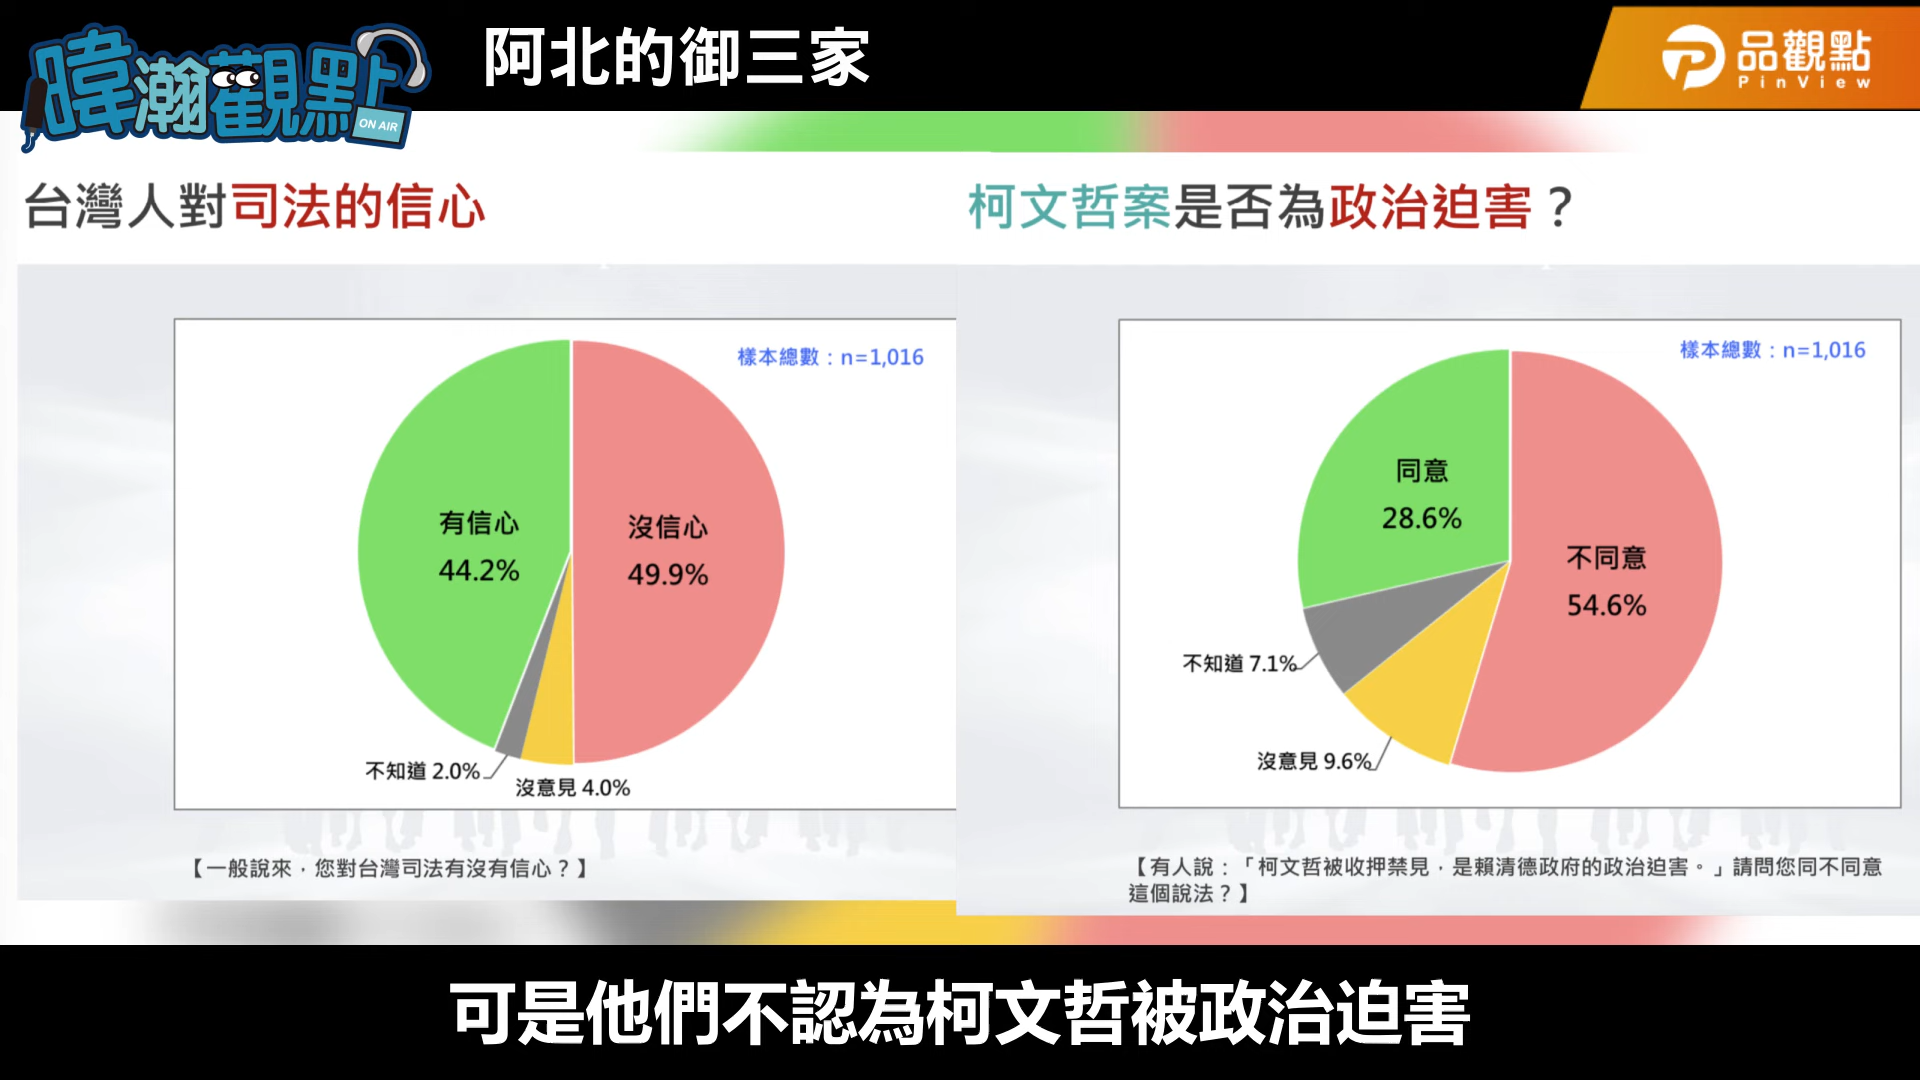 暐瀚觀點
ON AIR
阿北的御三家
品觀點
PinView
台灣人對司法的信心
樣本總數：n=1,016
有信心
44.2%
沒信心
49.9%
不知道 2.0%
沒意見 4.0%
【一般說來，您對台灣司法有沒有信心？】
柯文哲案是否為政治迫害？
樣本總數：n=1,016
同意
28.6%
不同意
54.6%
不知道 7.1%
沒意見 9.6%
【有人說：「柯文哲被收押禁見，是賴清德政府的政治迫害。」請問您同不同意
這個說法？】
可是他們不認為柯文哲被政治迫害